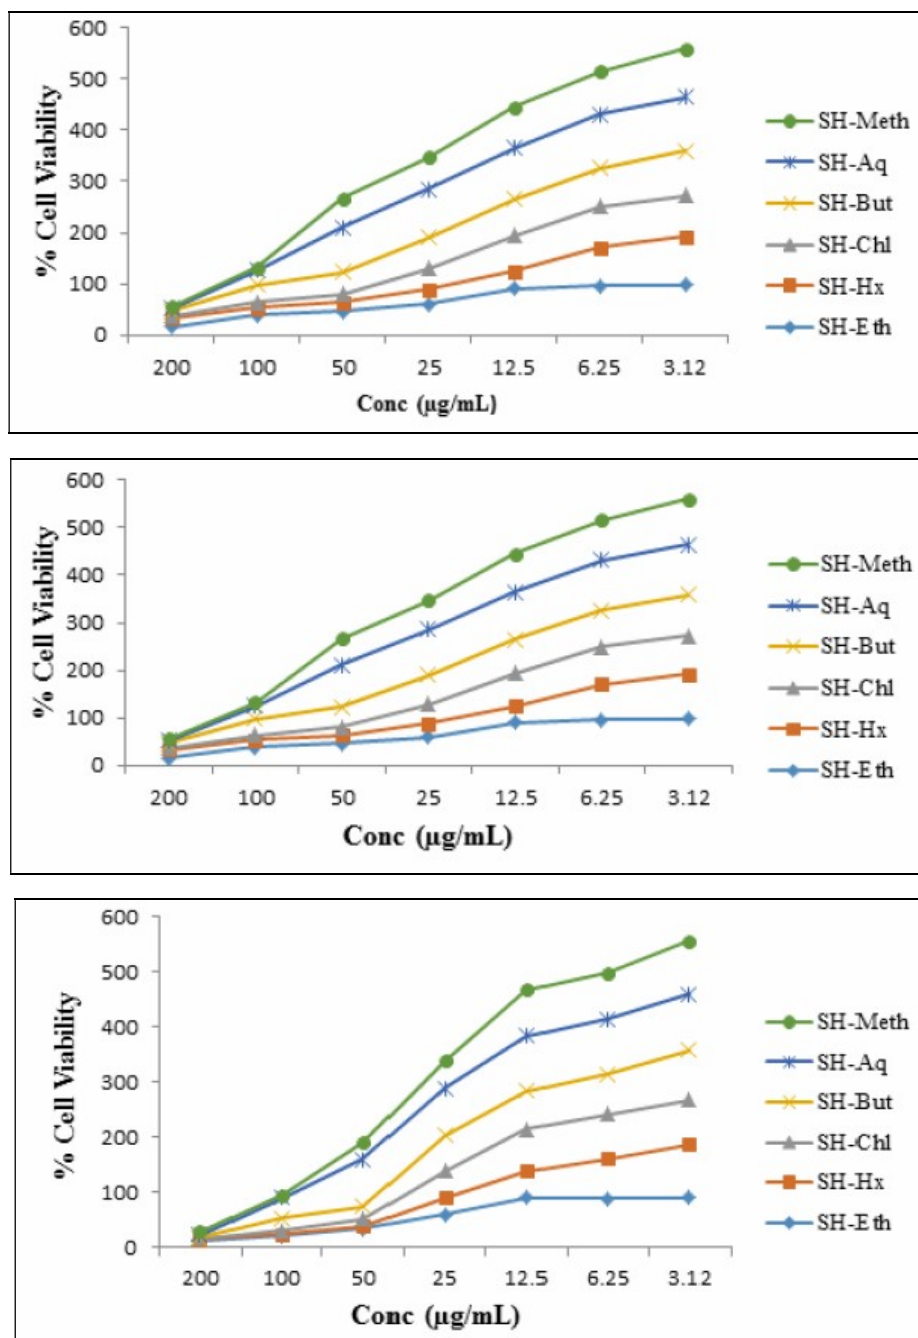 600
500
400
300
200
100
0
% Cell Viability
200 100 50 25 12.5 6.25 3.12
Conc (µg/mL)
SH-Meth
SH-Aq
SH-But
SH-Chl
SH-Hx
SH-Eth
600
500
400
300
200
100
0
% Cell Viability
200 100 50 25 12.5 6.25 3.12
Conc (µg/mL)
SH-Meth
SH-Aq
SH-But
SH-Chl
SH-Hx
SH-Eth
600
500
400
300
200
100
0
% Cell Viability
200 100 50 25 12.5 6.25 3.12
Conc (µg/mL)
SH-Meth
SH-Aq
SH-But
SH-Chl
SH-Hx
SH-Eth